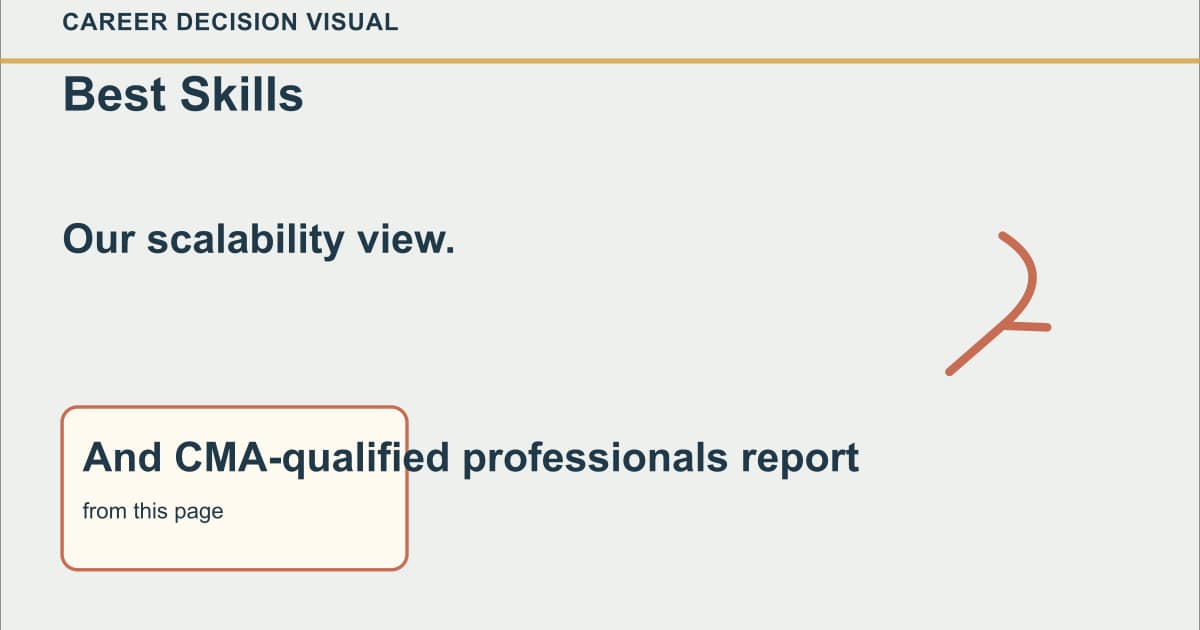 CAREER DECISION VISUAL
Best Skills
Our scalability view.
And CMA-qualified professionals report
from this page